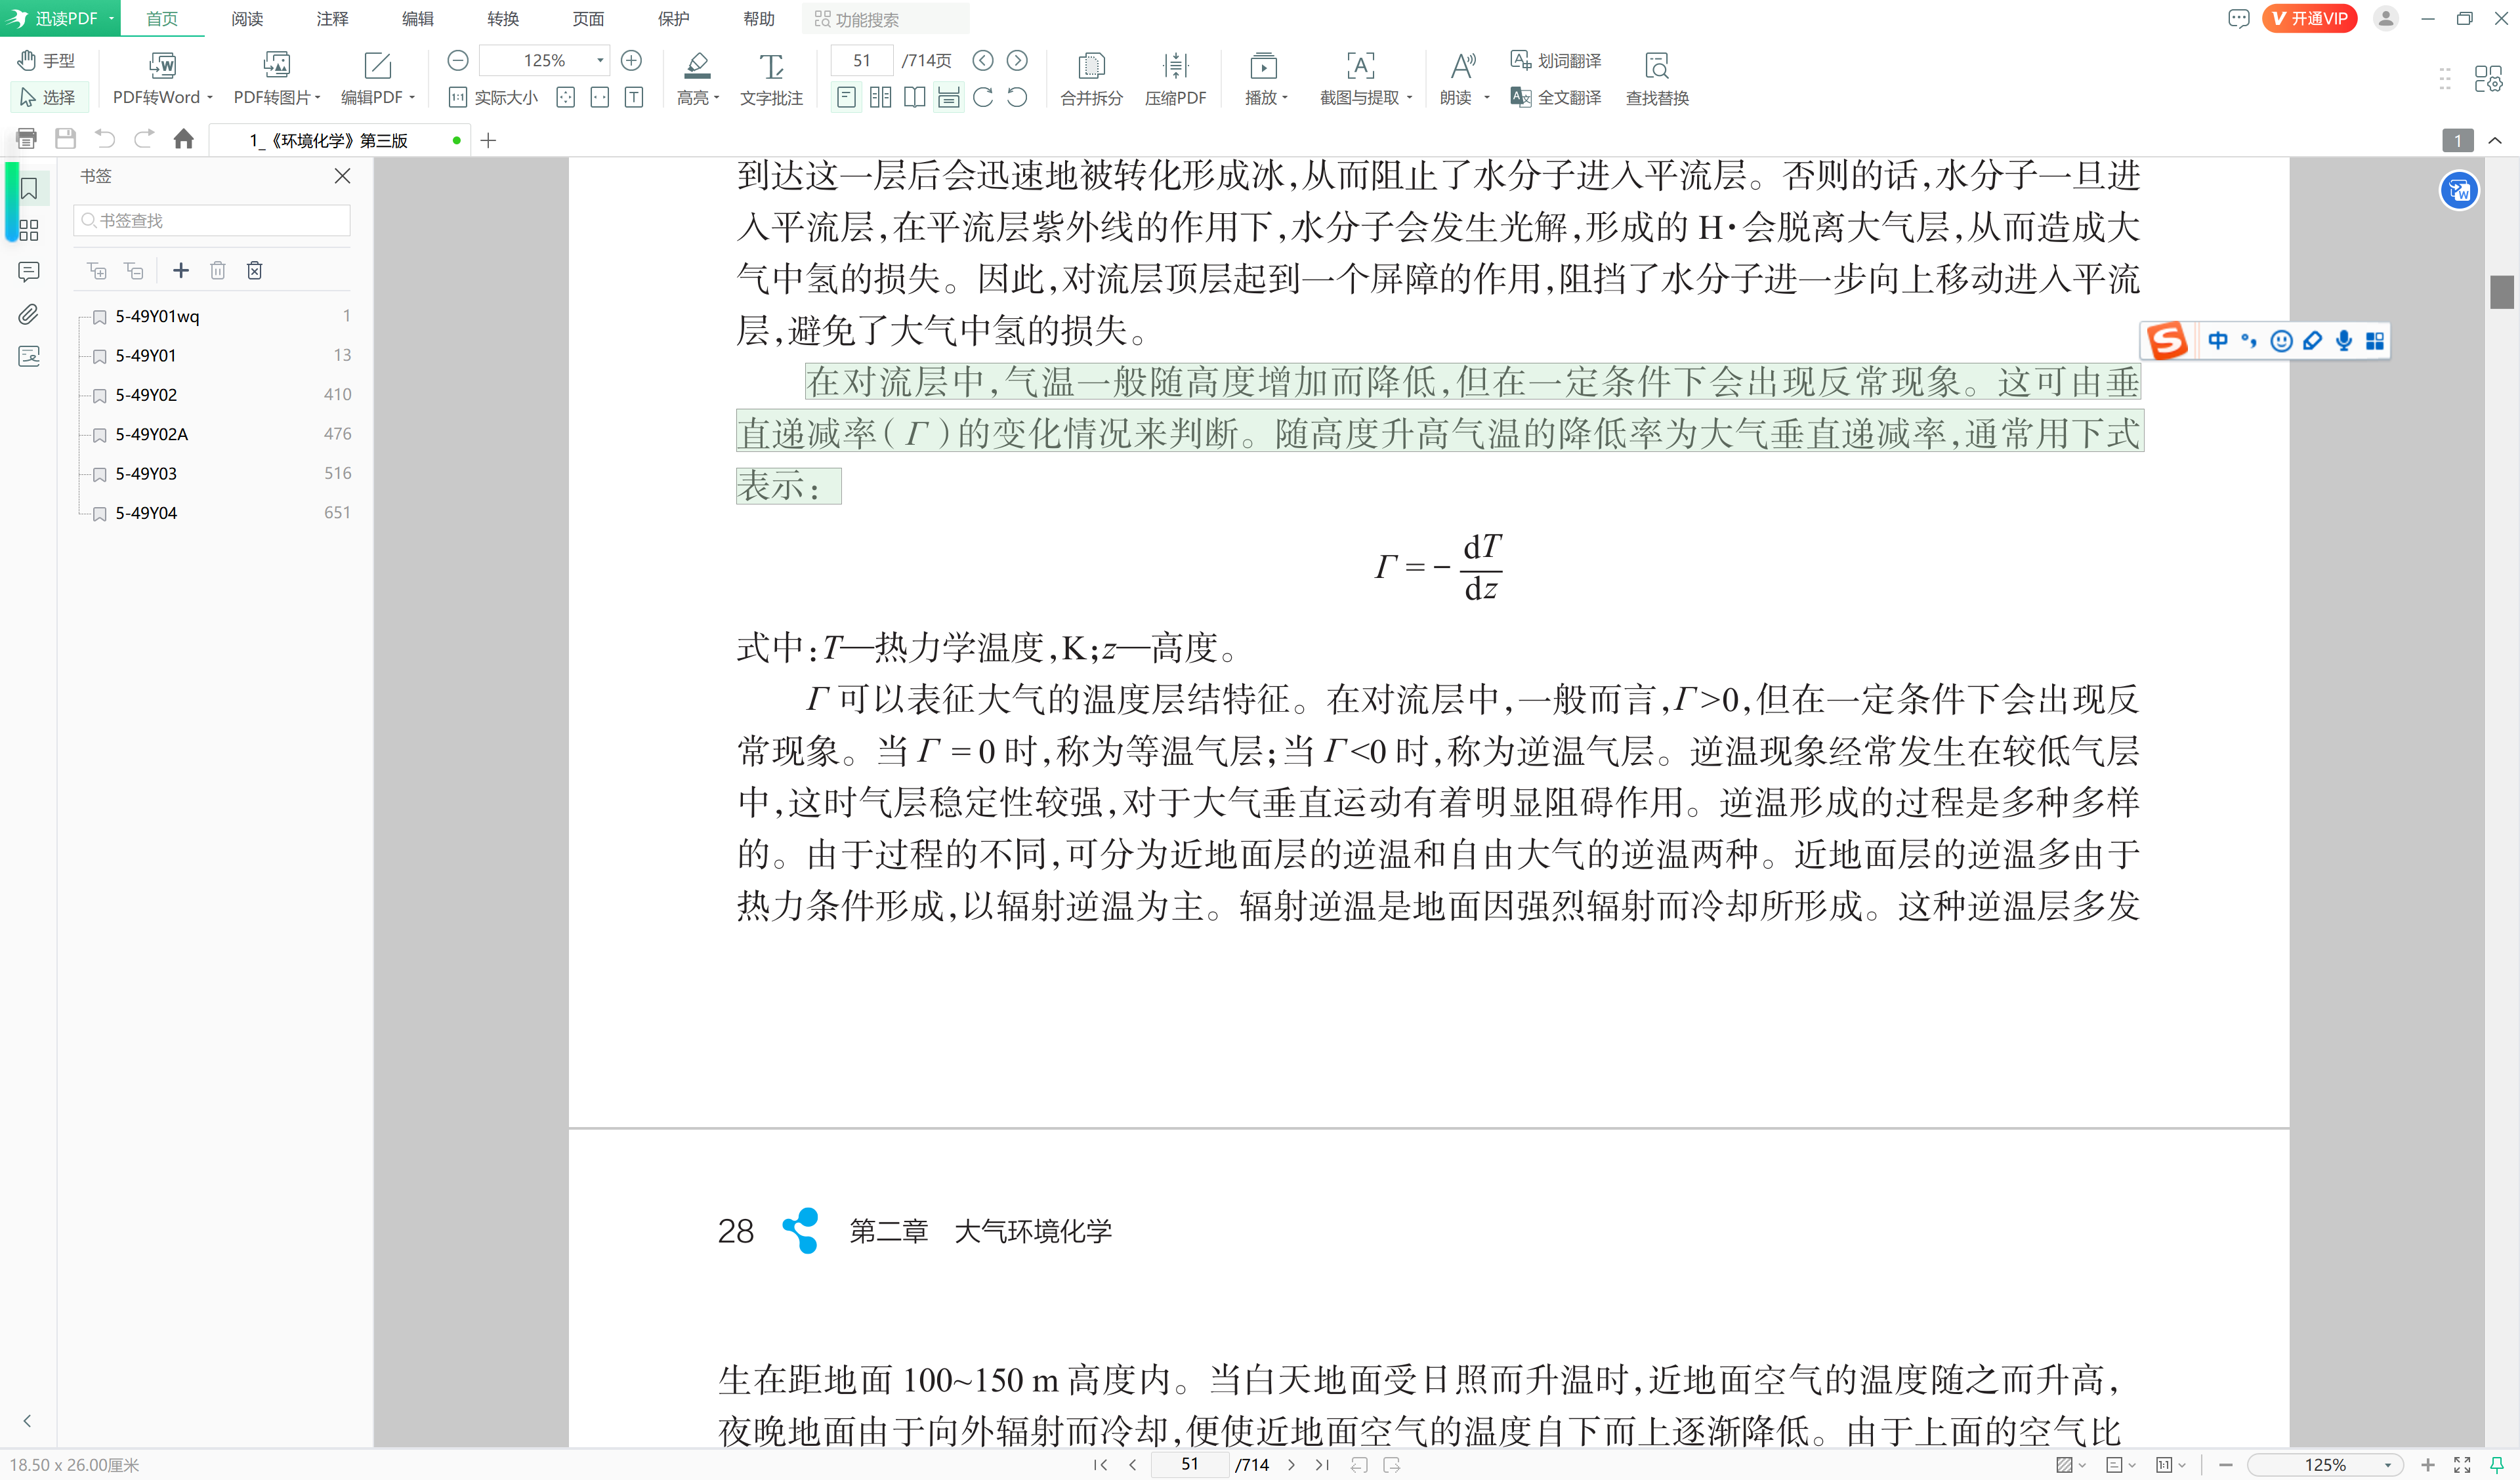 迅读PDF 首页 阅读 注释 编辑 转换 页面 保护 帮助 功能搜索 开通VIP
手型 选择 PDF转Word PDF转图片 编辑PDF 125% 1:1 实际大小 高亮 文字批注 51 /714页 合并拆分 压缩PDF 播放 截图与提取 朗读 划词翻译 全文翻译 查找替换
1_《环境化学》第三版 1
书签
书签查找
5-49Y01wq 1
5-49Y01 13
5-49Y02 410
5-49Y02A 476
5-49Y03 516
5-49Y04 651
到达这一层后会迅速地被转化形成冰,从而阻止了水分子进入平流层。否则的话,水分子一旦进
入平流层,在平流层紫外线的作用下,水分子会发生光解,形成的 H·会脱离大气层,从而造成大
气中氢的损失。因此,对流层顶层起到一个屏障的作用,阻挡了水分子进一步向上移动进入平流
层,避免了大气中氢的损失。
中
在对流层中,气温一般随高度增加而降低,但在一定条件下会出现反常现象。这可由垂
直递减率(Γ)的变化情况来判断。随高度升高气温的降低率为大气垂直递减率,通常用下式
表示:
Γ = - dT/dz
式中:T—热力学温度,K;z—高度。
Γ 可以表征大气的温度层结特征。在对流层中,一般而言,Γ>0,但在一定条件下会出现反
常现象。当 Γ = 0 时,称为等温气层;当 Γ<0 时,称为逆温气层。逆温现象经常发生在较低气层
中,这时气层稳定性较强,对于大气垂直运动有着明显阻碍作用。逆温形成的过程是多种多样
的。由于过程的不同,可分为近地面层的逆温和自由大气的逆温两种。近地面层的逆温多由于
热力条件形成,以辐射逆温为主。辐射逆温是地面因强烈辐射而冷却所形成。这种逆温层多发
28 第二章 大气环境化学
生在距地面 100~150 m 高度内。当白天地面受日照而升温时,近地面空气的温度随之而升高,
夜晚地面由于向外辐射而冷却,便使近地面空气的温度自下而上逐渐降低。由于上面的空气比
18.50 x 26.00厘米 51 /714 1:1 125%